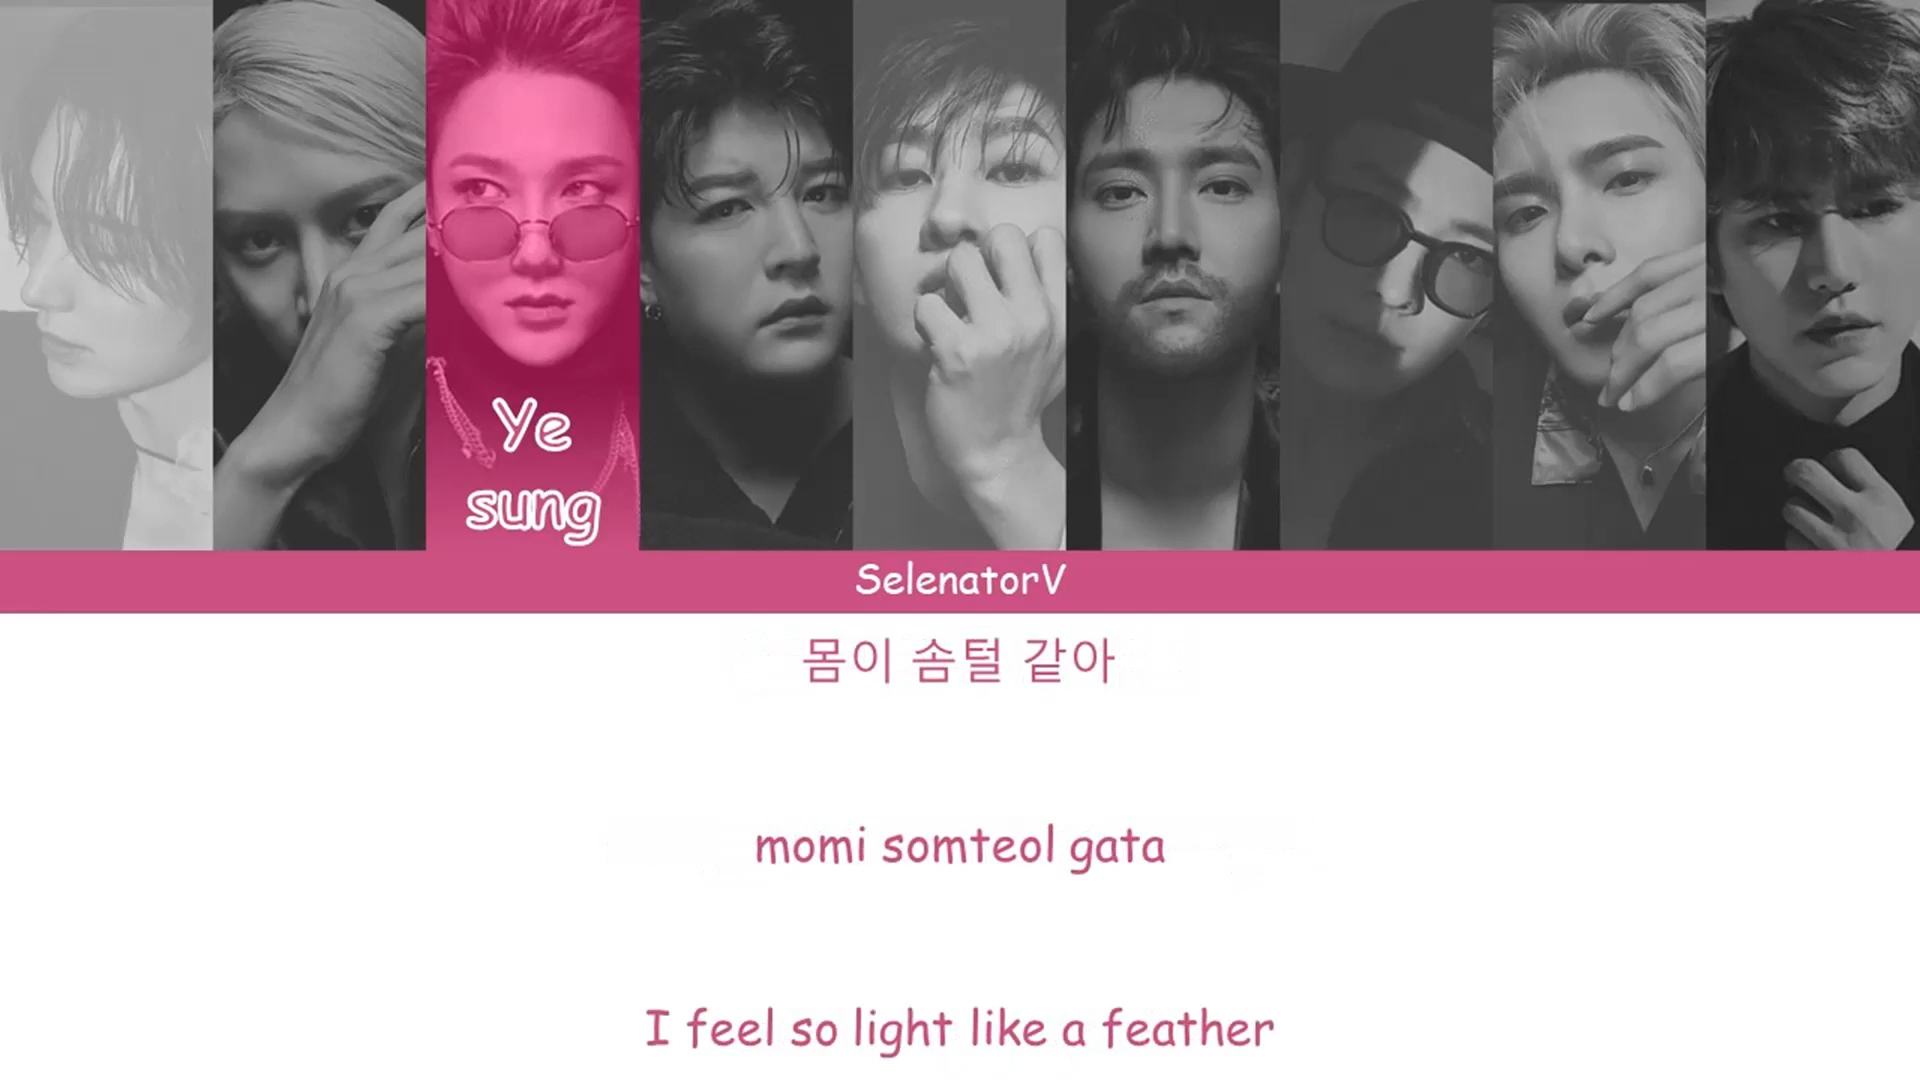 Ye
sung
SelenatorV
몸이 솜털 같아
momi somteol gata
I feel so light like a feather